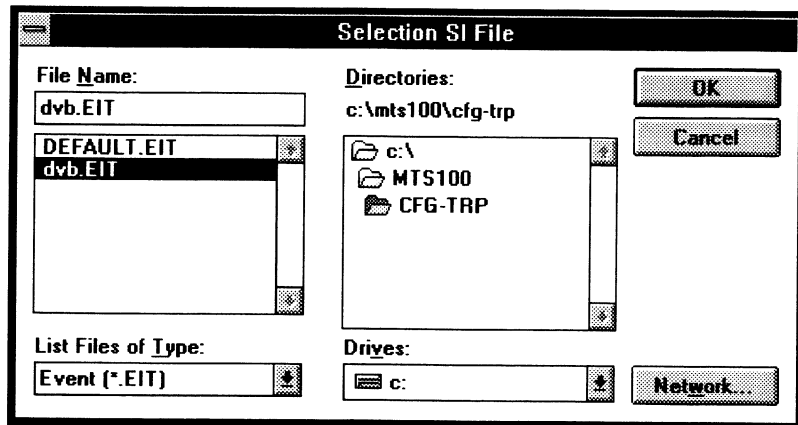 Selection SI File
File Name:
dvb.EIT
DEFAULT.EIT
dvb.EIT
List Files of Type:
Event (*.EIT)
Directories:
c:\mts100\cfg-trp
c:\
MTS100
CFG-TRP
Drives:
c:
OK
Cancel
Network...